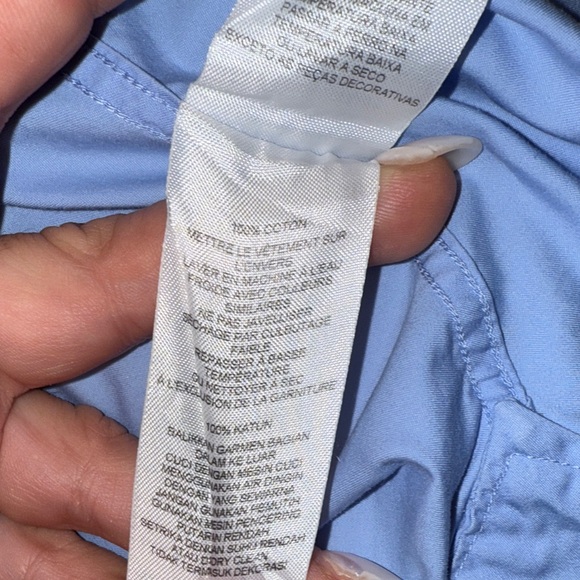 TEMPERATURA BAIXA
PASSE A FERRO NA
TEMPERATURA BAIXA
OU LAVAR A SECO
EXCETO AS PEÇAS DECORATIVAS
100% COTON
METTRE LE VÊTEMENT SUR
L'ENVERS
LAVER EN MACHINE À L'EAU
FROIDE AVEC COULEURS
SIMILAIRES
NE PAS JAVELLISER
SÉCHAGE PAR CULBUTAGE
FAIBLE
REPASSER À BASSE
TEMPÉRATURE
OU NETTOYER À SEC
À L'EXCLUSION DE LA GARNITURE
100% KATUN
BALIKKAN GARMEN BAGIAN
DALAM KE LUAR
CUCI DENGAN MESIN CUCI
MENGGUNAKAN AIR DINGIN
DENGAN YANG SEWARNA
JANGAN GUNAKAN PEMUTIH
GUNAKAN MESIN PENGERING
PUTARAN RENDAH
SETRIKA DENGAN SUHU RENDAH
ATAU DRY CLEAN
TIDAK TERMASUK DEKORASI